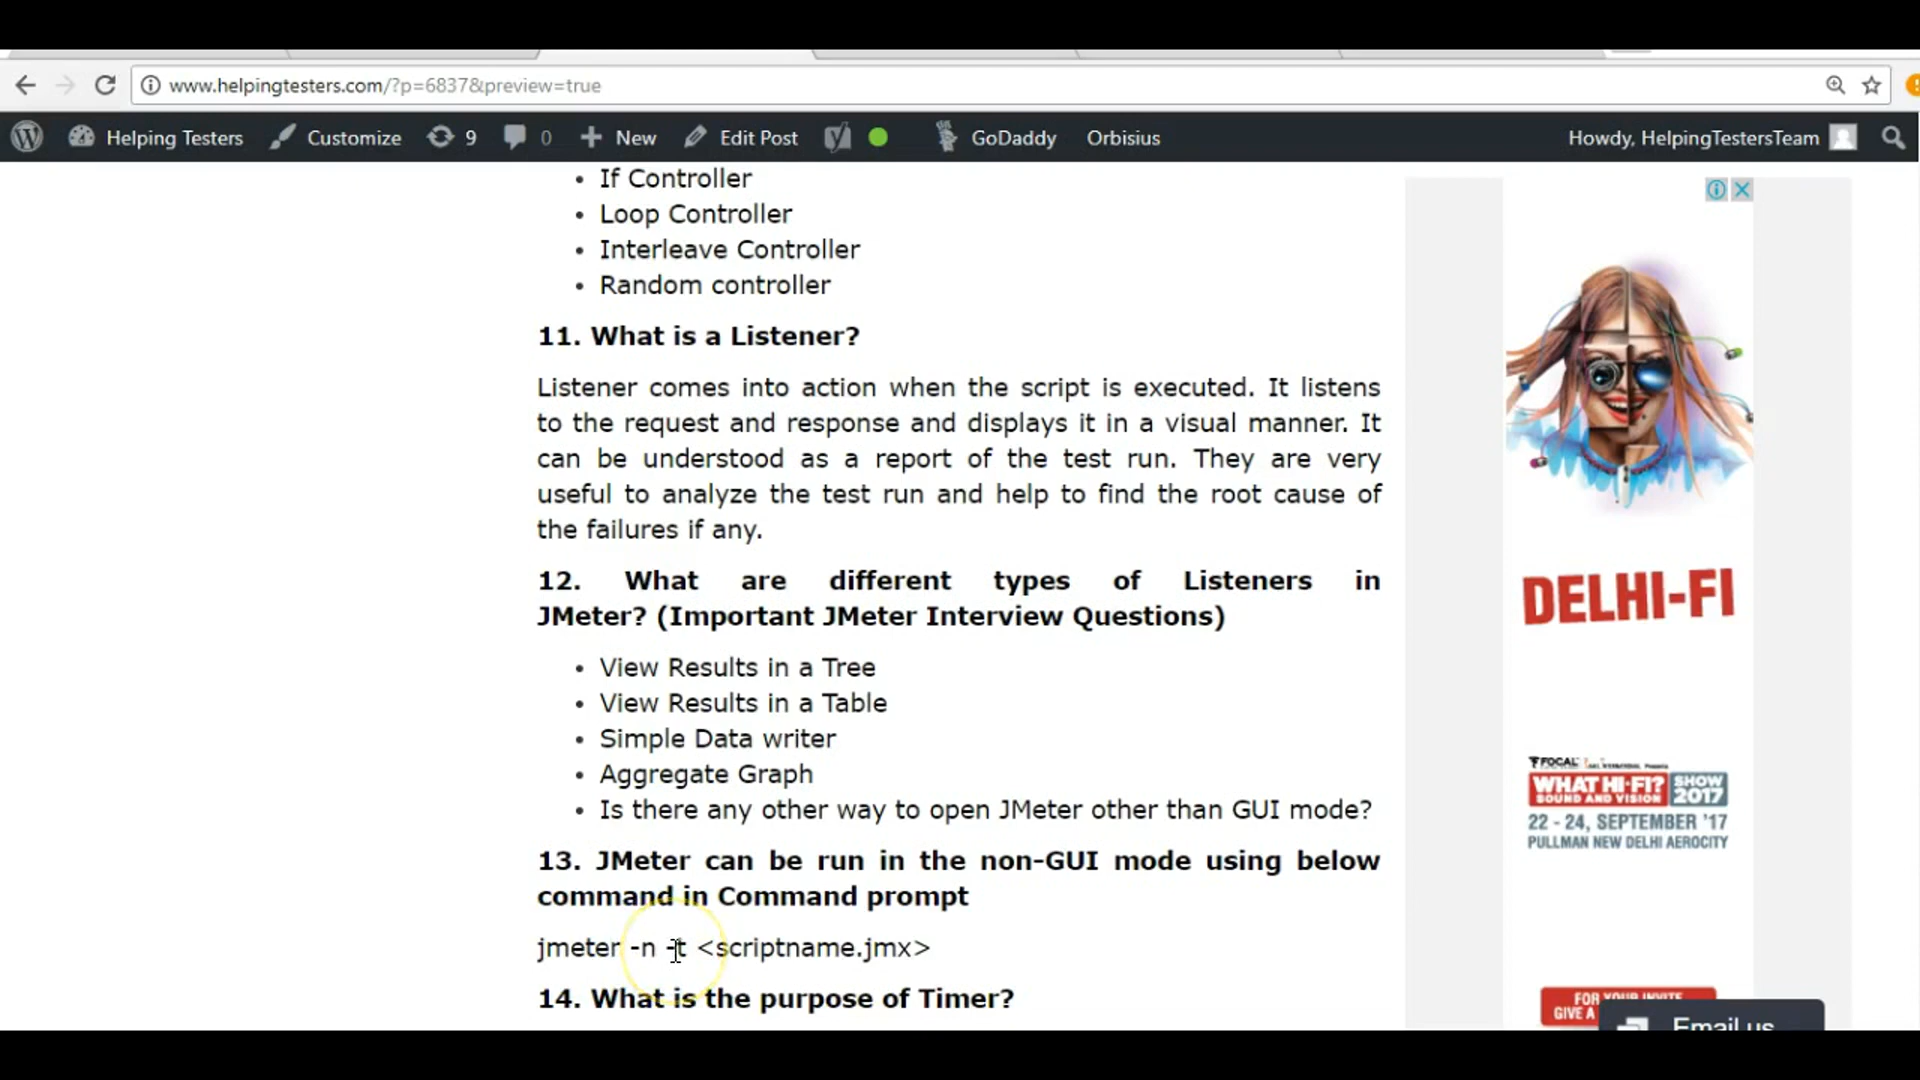 www.helpingtesters.com/?p=6837&preview=true
Helping Testers Customize 9 0 New Edit Post GoDaddy Orbisius Howdy, HelpingTestersTeam
• If Controller
• Loop Controller
• Interleave Controller
• Random controller
11. What is a Listener?
Listener comes into action when the script is executed. It listens
to the request and response and displays it in a visual manner. It
can be understood as a report of the test run. They are very
useful to analyze the test run and help to find the root cause of
the failures if any.
12. What are different types of Listeners in
JMeter? (Important JMeter Interview Questions)
• View Results in a Tree
• View Results in a Table
• Simple Data writer
• Aggregate Graph
• Is there any other way to open JMeter other than GUI mode?
13. JMeter can be run in the non-GUI mode using below
command in Command prompt
jmeter -n -t <scriptname.jmx>
14. What is the purpose of Timer?
DELHI-FI
FOCAL
WHAT HI-FI? SHOW
SOUND AND VISION 2017
22 - 24, SEPTEMBER '17
PULLMAN NEW DELHI AEROCITY
FOR YOUR INVITE
GIVE A
Email us